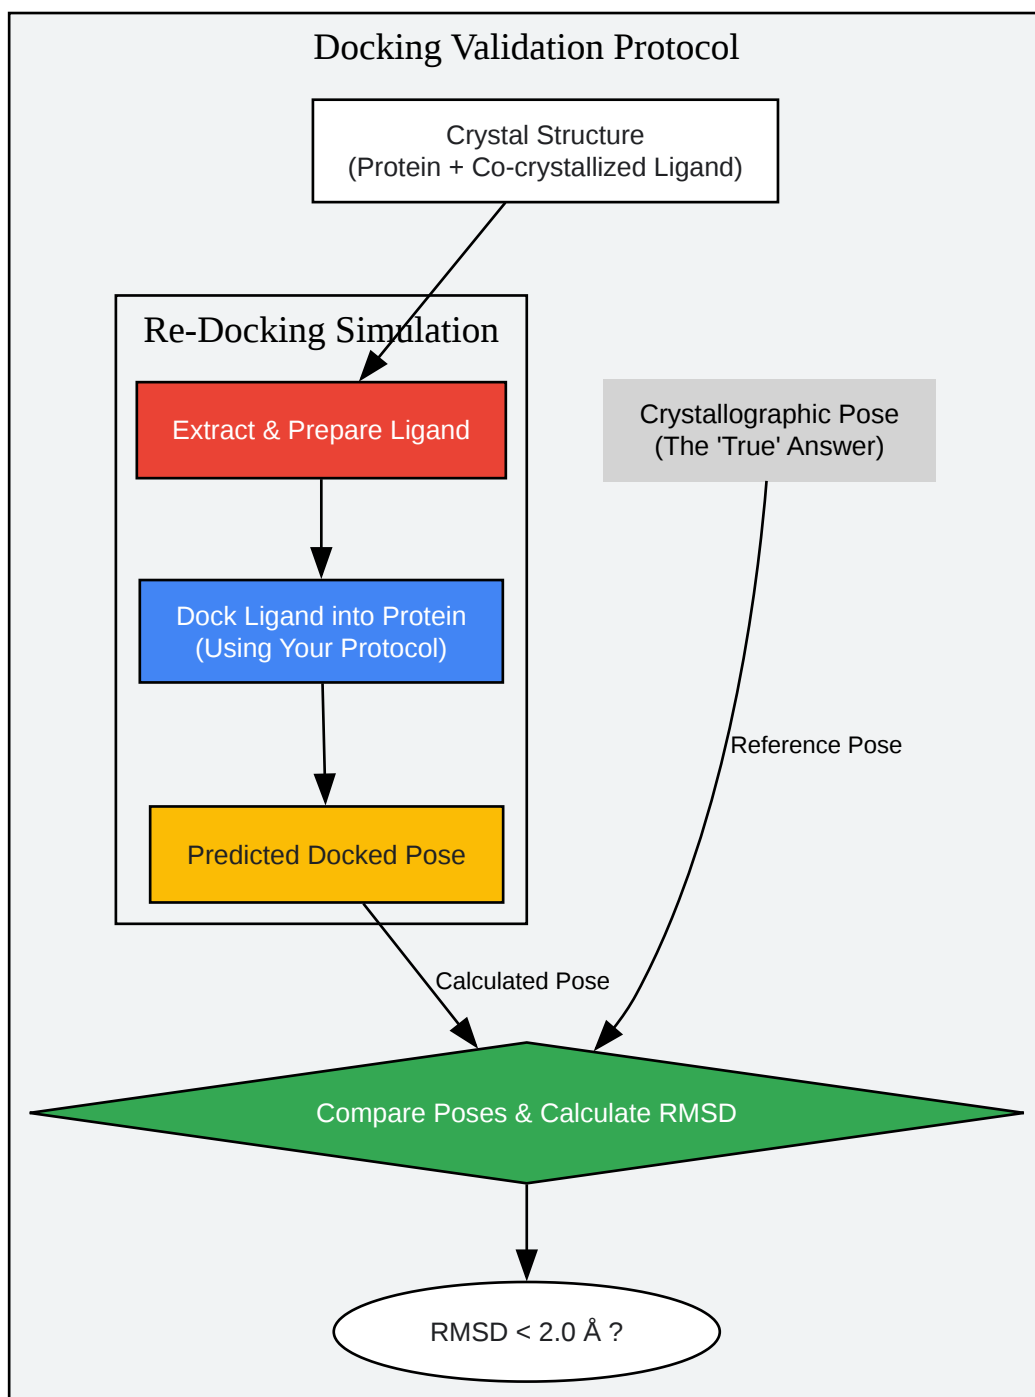 Docking Validation Protocol
Crystal Structure
(Protein + Co-crystallized Ligand)
Re-Docking Simulation
Extract & Prepare Ligand
Crystallographic Pose
(The 'True' Answer)
Dock Ligand into Protein
(Using Your Protocol)
Reference Pose
Predicted Docked Pose
Calculated Pose
Compare Poses & Calculate RMSD
RMSD < 2.0 Å ?